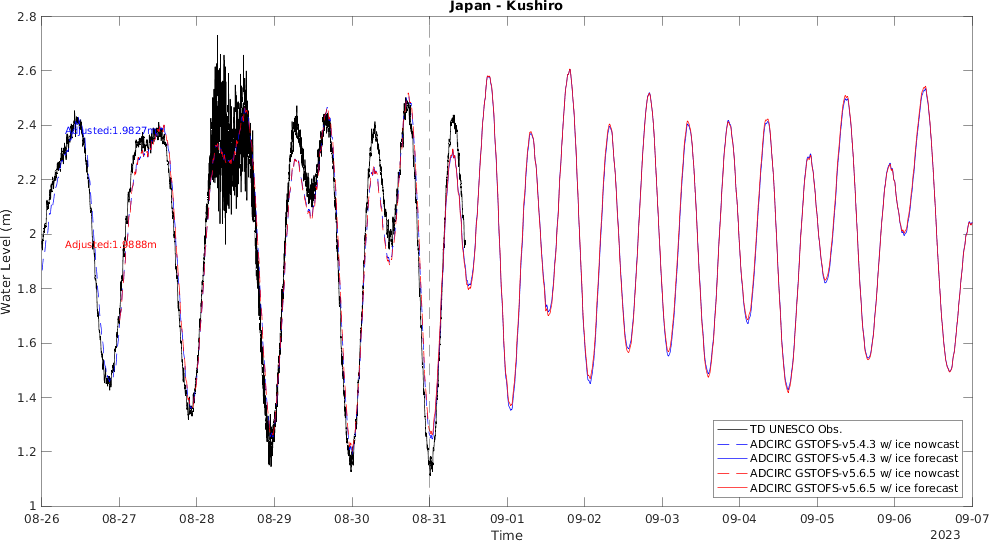 Japan - Kushiro
2.8
2.6
2.4
2.2
2
1.8
1.6
1.4
1.2
1
Water Level (m)
Adjusted:1.9827m
Adjusted:1.9888m
TD UNESCO Obs.
ADCIRC GSTOFS-v5.4.3 w/ ice nowcast
ADCIRC GSTOFS-v5.4.3 w/ ice forecast
ADCIRC GSTOFS-v5.6.5 w/ ice nowcast
ADCIRC GSTOFS-v5.6.5 w/ ice forecast
08-26 08-27 08-28 08-29 08-30 08-31 09-01 09-02 09-03 09-04 09-05 09-06 09-07
Time
2023